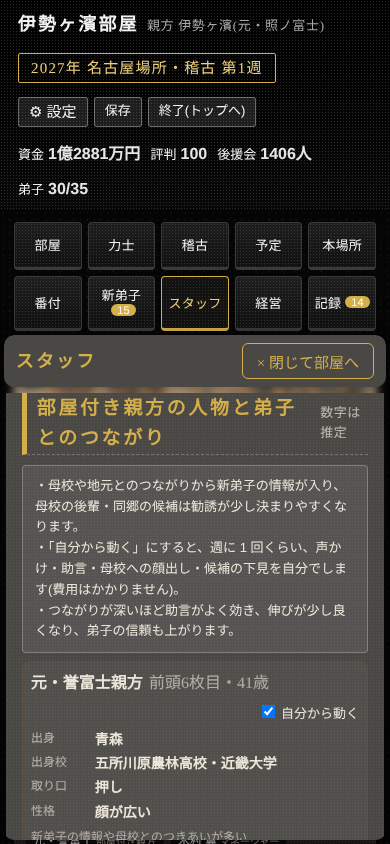 伊勢ヶ濱部屋 親方 伊勢ヶ濱(元・照ノ富士)
2027年 名古屋場所・稽古 第1週
⚙ 設定 保存 終了(トップへ)
資金 1億2881万円 評判 100 後援会 1406人
弟子 30/35
部屋 力士 稽古 予定 本場所
番付 新弟子 15 スタッフ 経営 記録 14
スタッフ × 閉じて部屋へ
部屋付き親方の人物と弟子とのつながり 数字は推定
・母校や地元とのつながりから新弟子の情報が入り、
母校の後輩・同郷の候補は勧誘が少し決まりやすくな
ります。
・「自分から動く」にすると、週に 1 回くらい、声か
け・助言・母校への顔出し・候補の下見を自分でしま
す(費用はかかりません)。
・つながりが深いほど助言がよく効き、伸びが少し良
くなり、弟子の信頼も上がります。
元・誉富士親方 前頭6枚目・41歳
自分から動く
出身 青森
出身校 五所川原農林高校・近畿大学
取り口 押し
性格 顔が広い
新弟子の情報や母校とのつきあいが多い